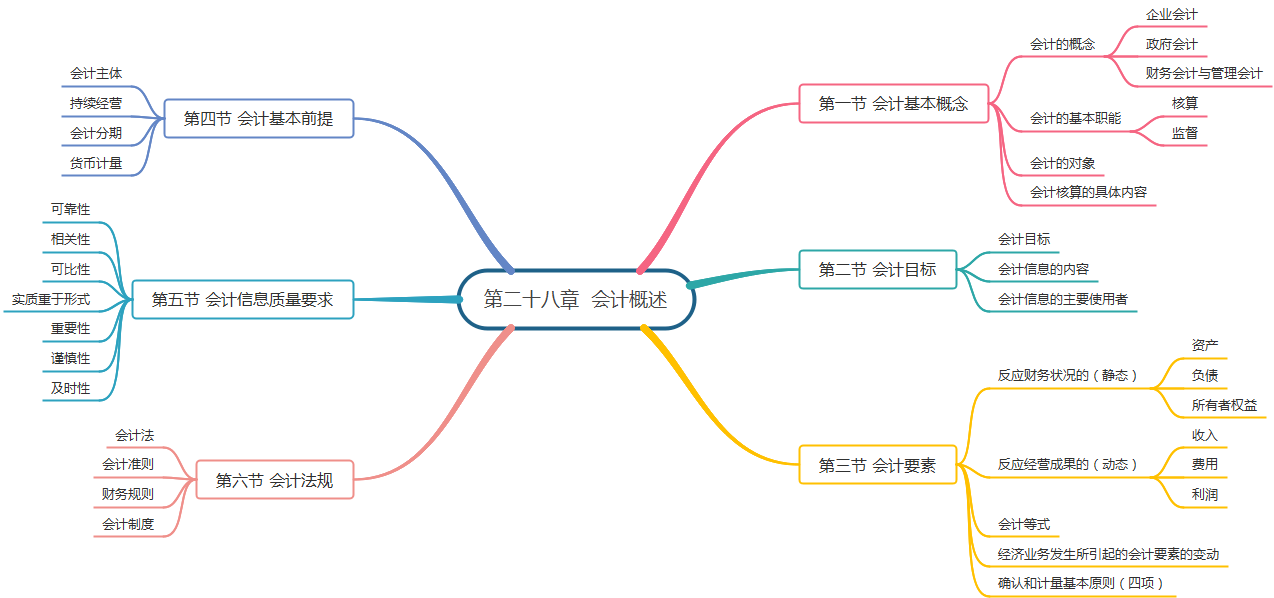 第二十八章 会计概述
第一节 会计基本概念
会计的概念
企业会计
政府会计
财务会计与管理会计
会计的基本职能
核算
监督
会计的对象
会计核算的具体内容
第二节 会计目标
会计目标
会计信息的内容
会计信息的主要使用者
第三节 会计要素
反应财务状况的（静态）
资产
负债
所有者权益
反应经营成果的（动态）
收入
费用
利润
会计等式
经济业务发生所引起的会计要素的变动
确认和计量基本原则（四项）
第四节 会计基本前提
会计主体
持续经营
会计分期
货币计量
第五节 会计信息质量要求
可靠性
相关性
可比性
实质重于形式
重要性
谨慎性
及时性
第六节 会计法规
会计法
会计准则
财务规则
会计制度